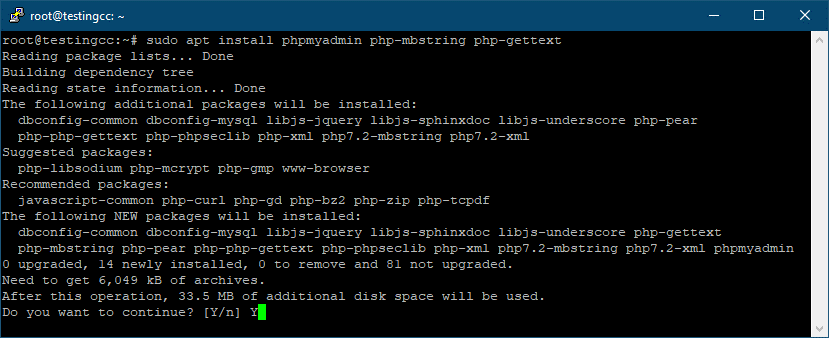 root@testingcc: ~
root@testingcc:~# sudo apt install phpmyadmin php-mbstring php-gettext
Reading package lists... Done
Building dependency tree
Reading state information... Done
The following additional packages will be installed:
  dbconfig-common dbconfig-mysql libjs-jquery libjs-sphinxdoc libjs-underscore php-pear
  php-php-gettext php-phpseclib php-xml php7.2-mbstring php7.2-xml
Suggested packages:
  php-libsodium php-mcrypt php-gmp www-browser
Recommended packages:
  javascript-common php-curl php-gd php-bz2 php-zip php-tcpdf
The following NEW packages will be installed:
  dbconfig-common dbconfig-mysql libjs-jquery libjs-sphinxdoc libjs-underscore php-gettext
  php-mbstring php-pear php-php-gettext php-phpseclib php-xml php7.2-mbstring php7.2-xml phpmyadmin
0 upgraded, 14 newly installed, 0 to remove and 81 not upgraded.
Need to get 6,049 kB of archives.
After this operation, 33.5 MB of additional disk space will be used.
Do you want to continue? [Y/n] Y